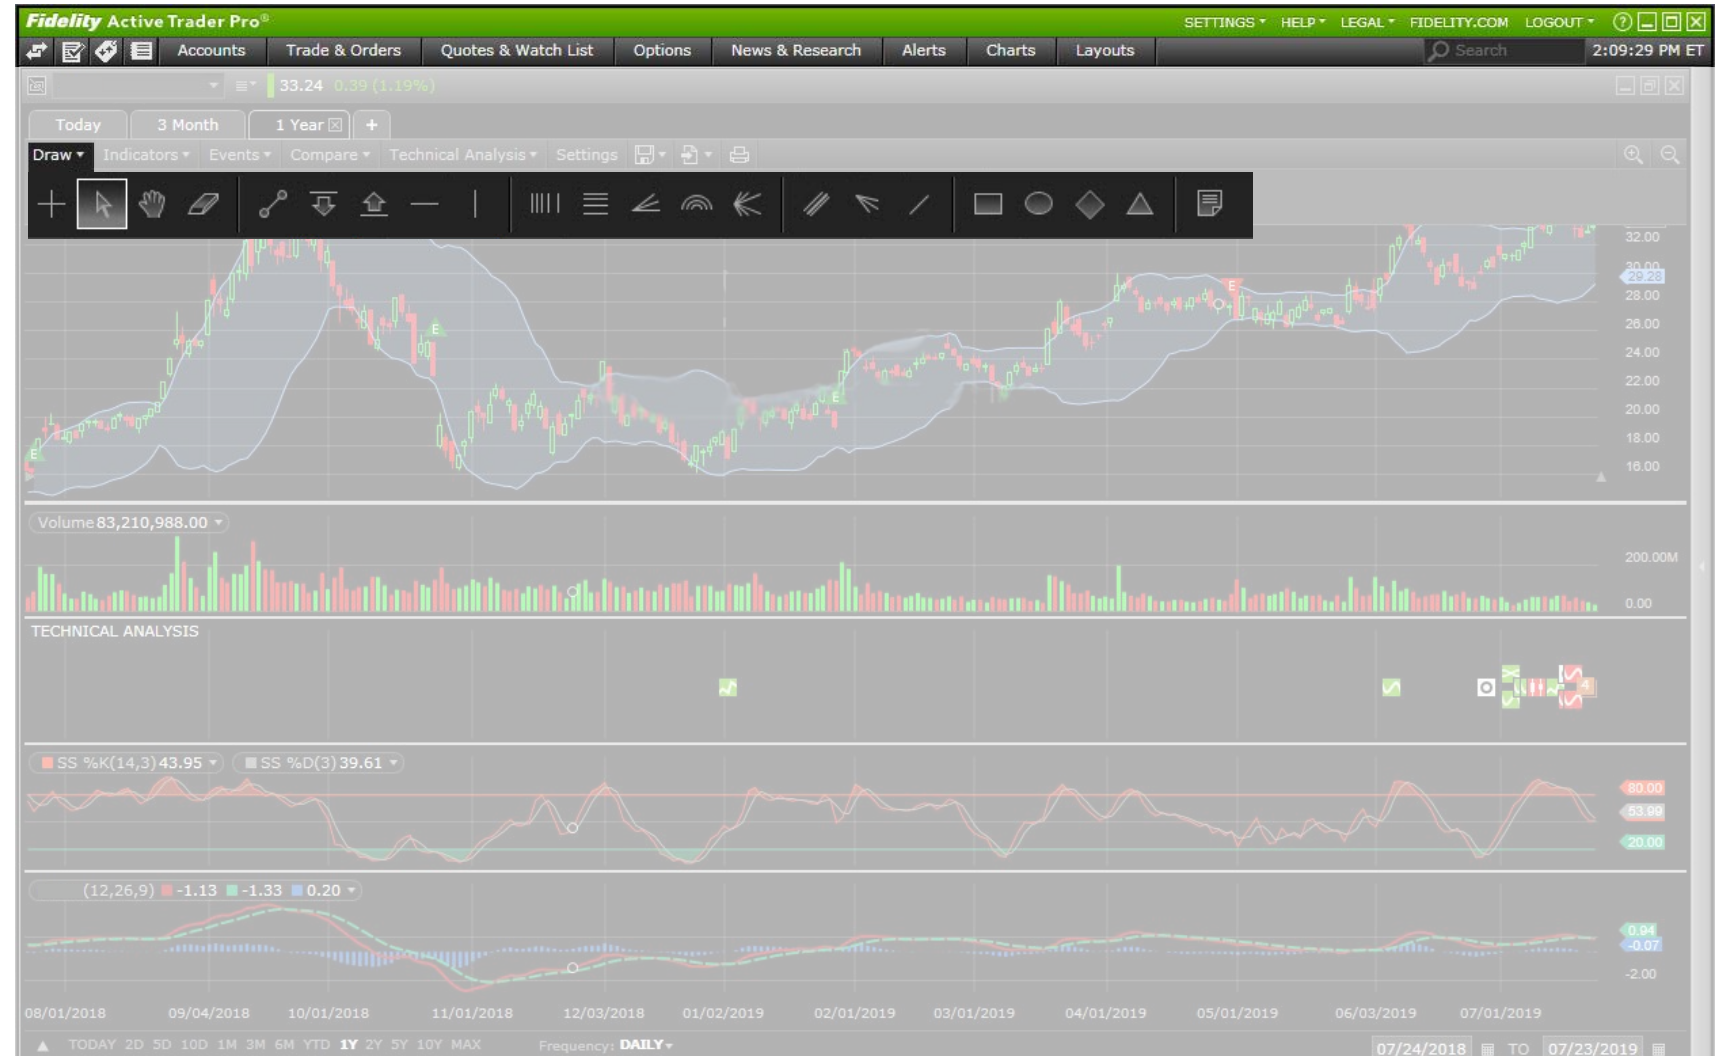 Fidelity Active Trader Pro® SETTINGS HELP LEGAL FIDELITY.COM LOGOUT ?
Accounts Trade & Orders Quotes & Watch List Options News & Research Alerts Charts Layouts Search 2:09:29 PM ET
33.24 0.39 (1.19%)
Today 3 Month 1 Year +
Draw Indicators Events Compare Technical Analysis Settings
32.00
30.00
29.28
28.00
26.00
24.00
22.00
20.00
18.00
16.00
E
E
E
E
Volume 83,210,988.00
200.00M
0.00
TECHNICAL ANALYSIS
4
SS %K(14,3) 43.95 SS %D(3) 39.61
80.00
53.99
20.00
(12,26,9) -1.13 -1.33 0.20
0.94
-0.07
-2.00
08/01/2018 09/04/2018 10/01/2018 11/01/2018 12/03/2018 01/02/2019 02/01/2019 03/01/2019 04/01/2019 05/01/2019 06/03/2019 07/01/2019
TODAY 2D 5D 10D 1M 3M 6M YTD 1Y 2Y 5Y 10Y MAX Frequency: DAILY 07/24/2018 TO 07/23/2019